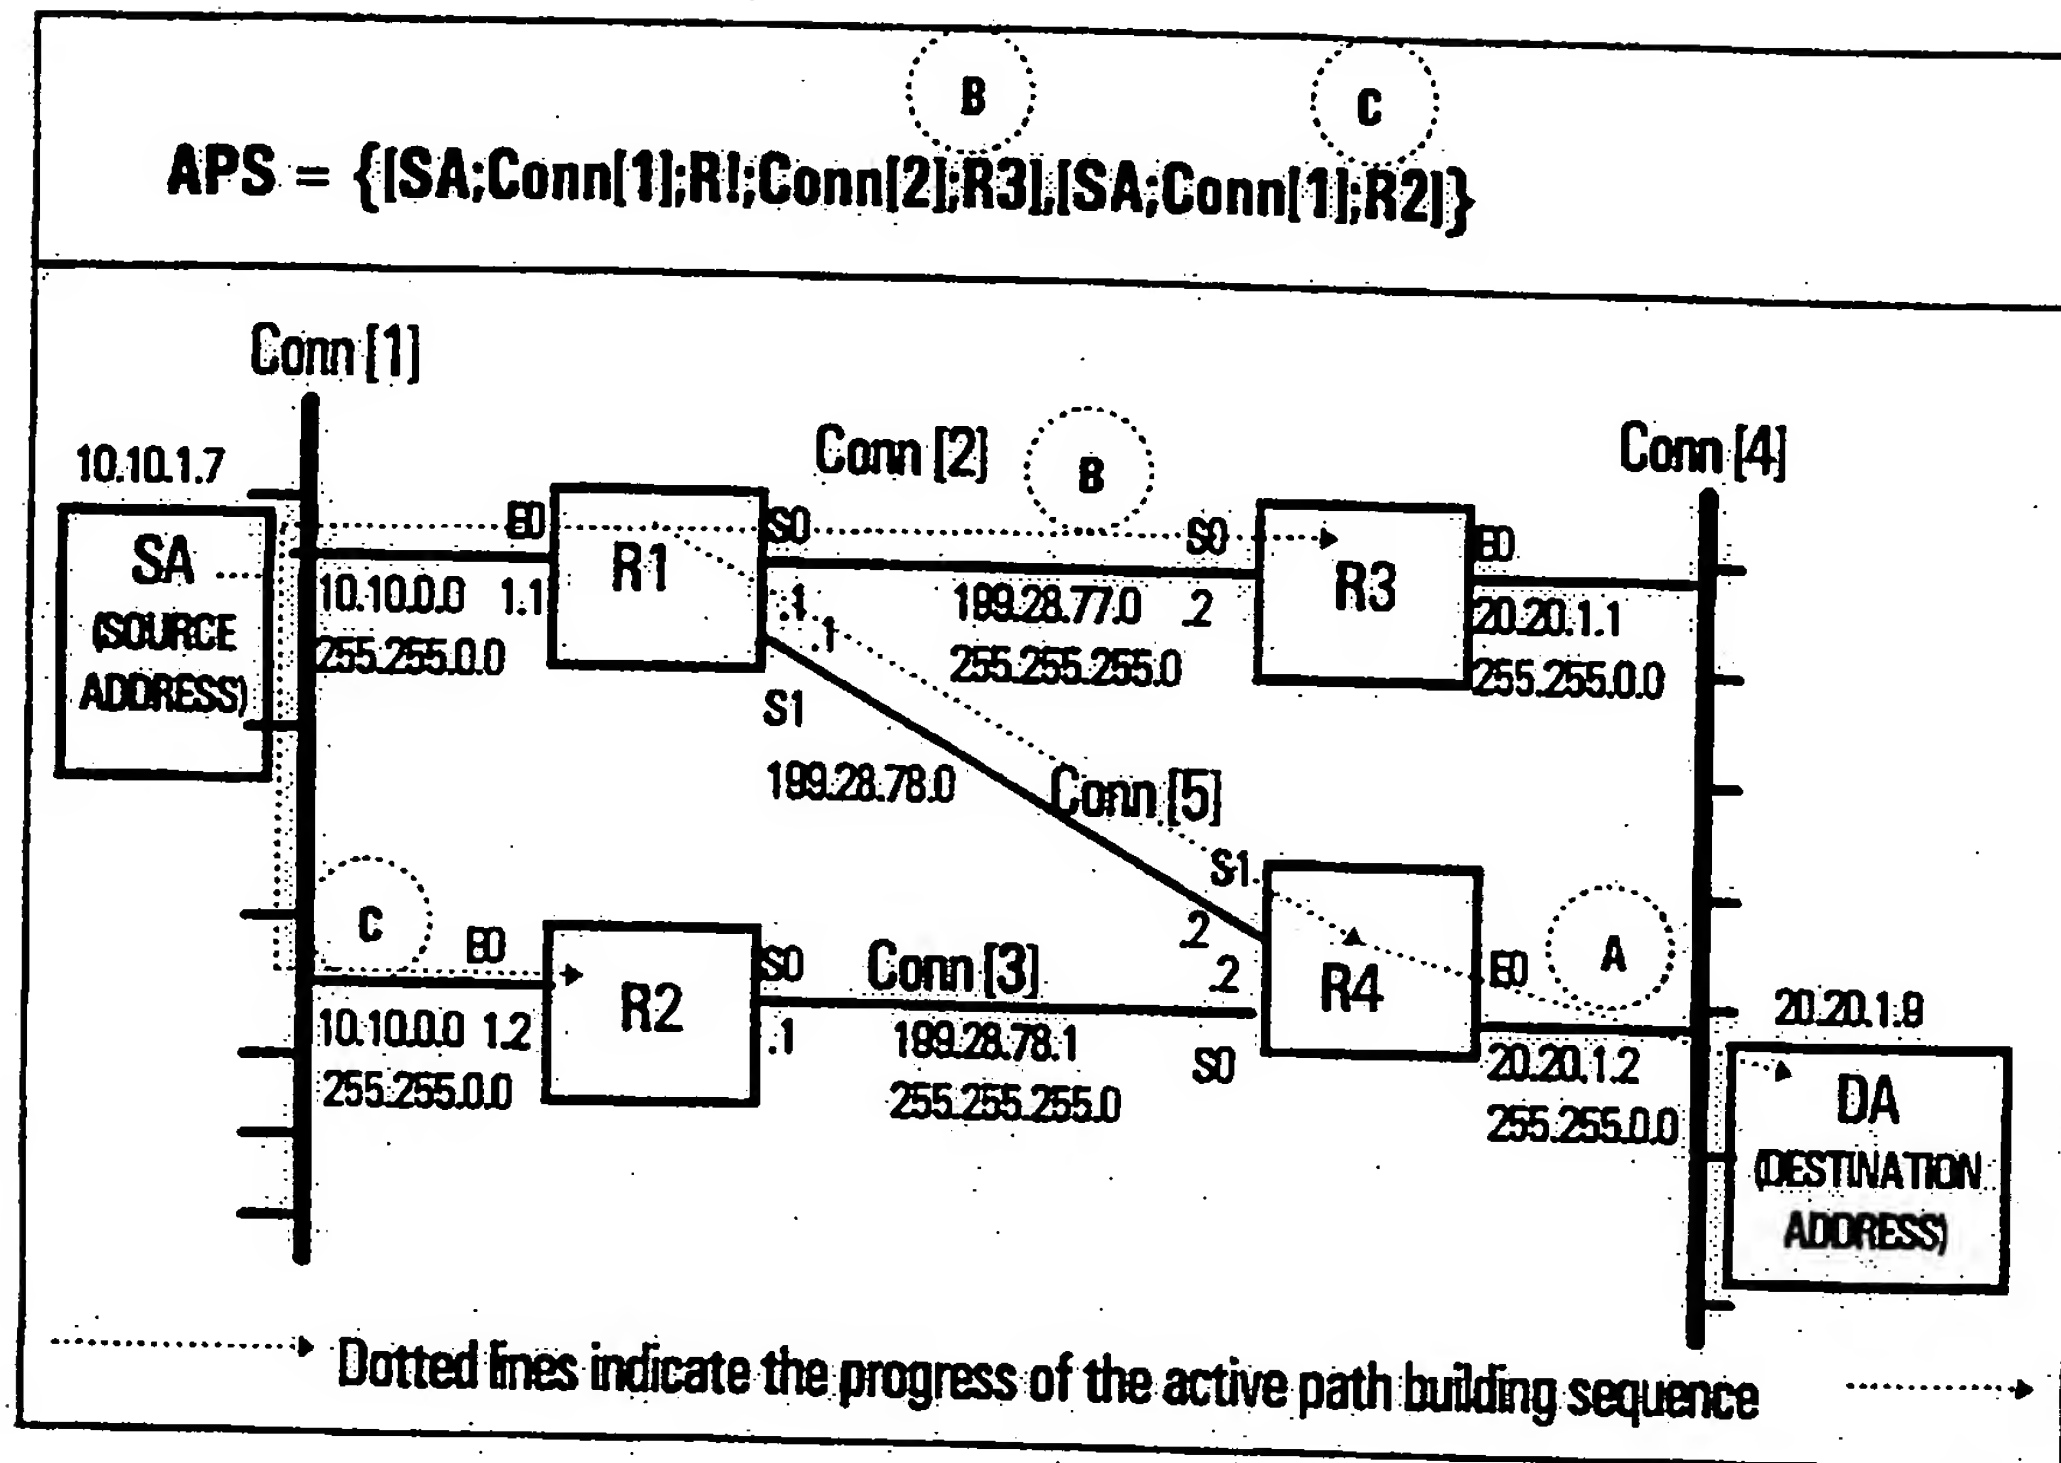 B
C
APS = {[SA;Conn[1];R!;Conn[2];R3],[SA;Conn[1];R2]}
Conn [1]
Conn [2]
B
Conn [4]
10.10.1.7
SA
(SOURCE
ADDRESS)
E0
R1
S0
S0
R3
E0
10.10.0.0
1.1
255.255.0.0
.1
.1
199.28.77.0
.2
255.255.255.0
20.20.1.1
255.255.0.0
S1
199.28.78.0
Conn [5]
S1
R4
.2
.2
E0
A
C
E0
R2
S0
Conn [3]
10.10.0.0
1.2
255.255.0.0
.1
199.28.78.1
255.255.255.0
S0
20.20.1.2
255.255.0.0
20.20.1.9
DA
(DESTINATION
ADDRESS)
Dotted lines indicate the progress of the active path building sequence